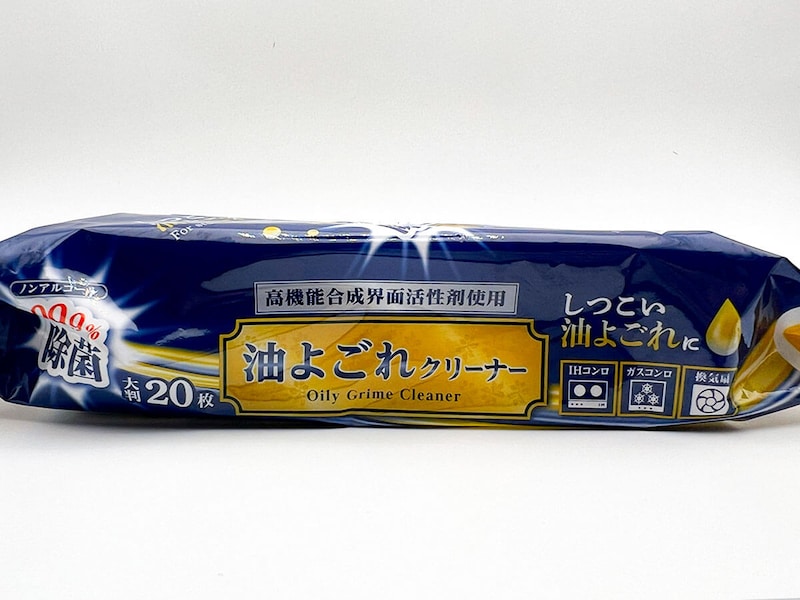 For
ノンアルコール
99.9%
除菌
大判20枚
高機能合成界面活性剤使用
油よごれクリーナー
Oily Grime Cleaner
しつこい
油よごれに
IHコンロ
ガスコンロ
換気扇